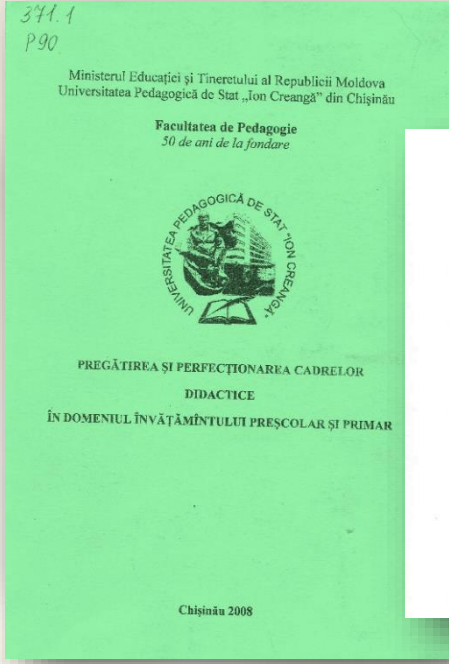 371.1
P90
Ministerul Educației și Tineretului al Republicii Moldova
Universitatea Pedagogică de Stat „Ion Creangă” din Chișinău
Facultatea de Pedagogie
50 de ani de la fondare
UNIVERSITATEA PEDAGOGICĂ DE STAT "ION CREANGĂ"
PREGĂTIREA ȘI PERFECȚIONAREA CADRELOR
DIDACTICE
ÎN DOMENIUL ÎNVĂȚĂMÎNTULUI PREȘCOLAR ȘI PRIMAR
Chișinău 2008